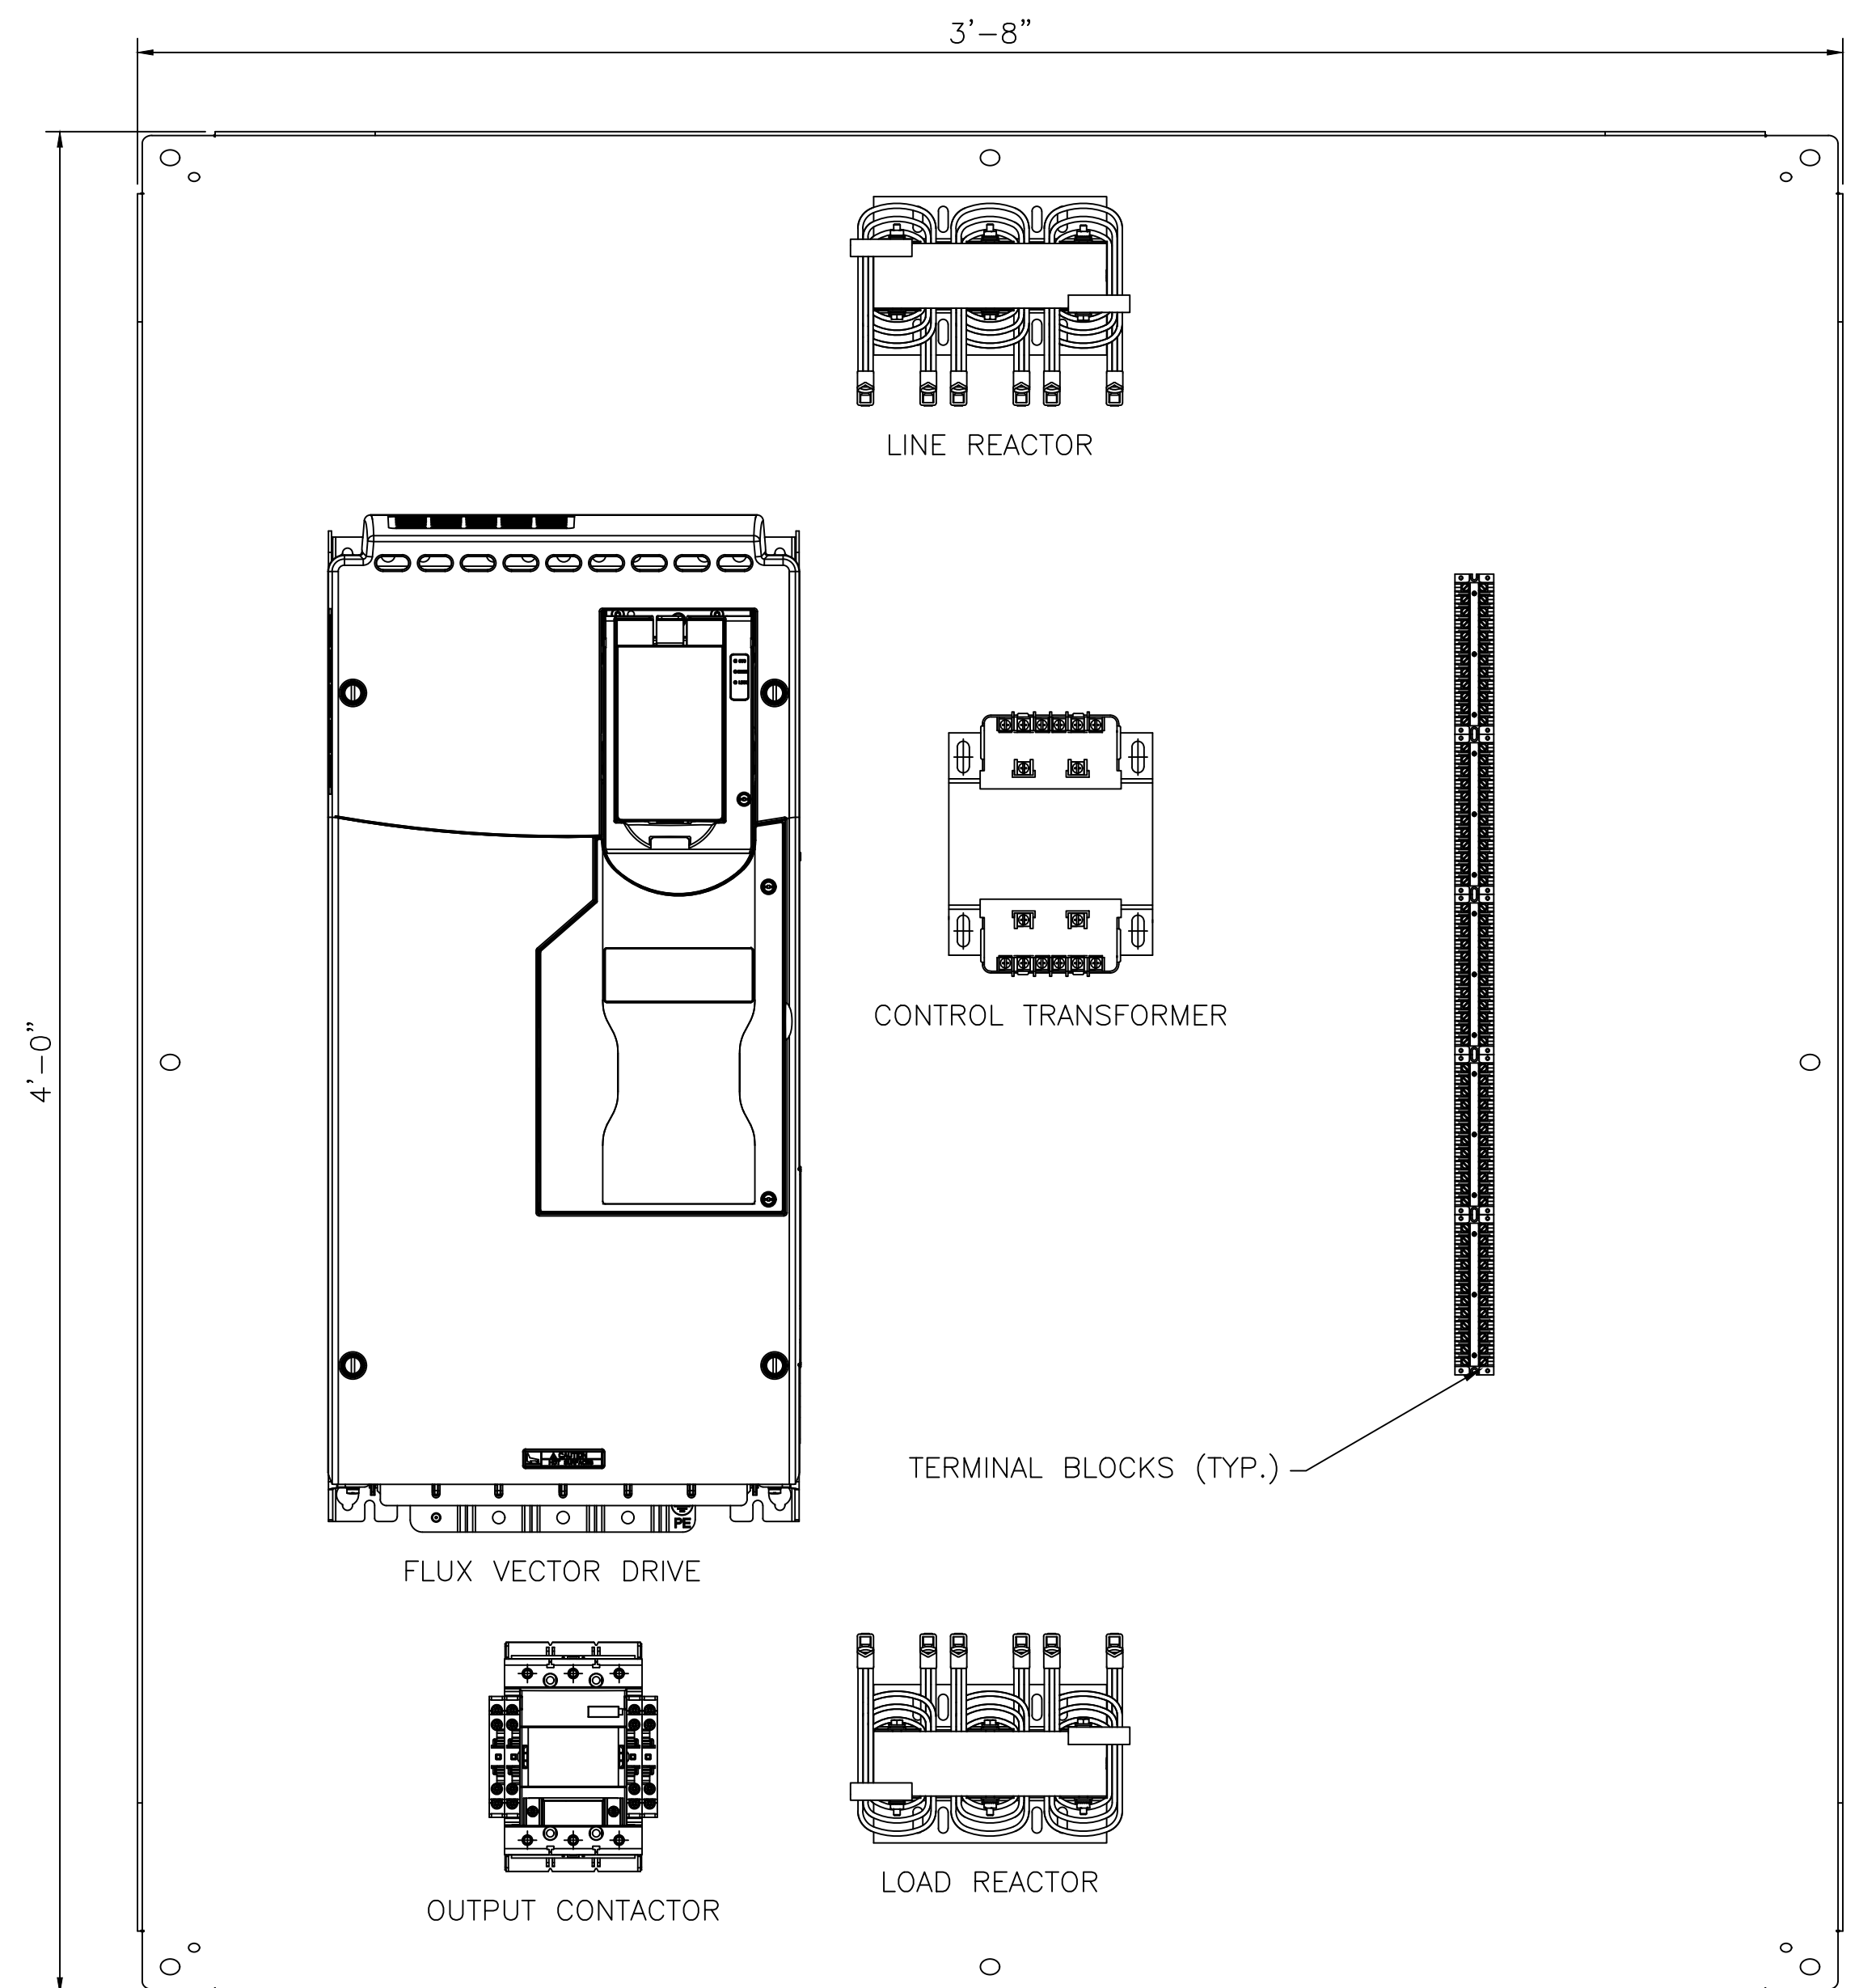 3'-8"
LINE REACTOR
4'-0"
CONTROL TRANSFORMER
TERMINAL BLOCKS (TYP.)
PE
FLUX VECTOR DRIVE
LOAD REACTOR
OUTPUT CONTACTOR